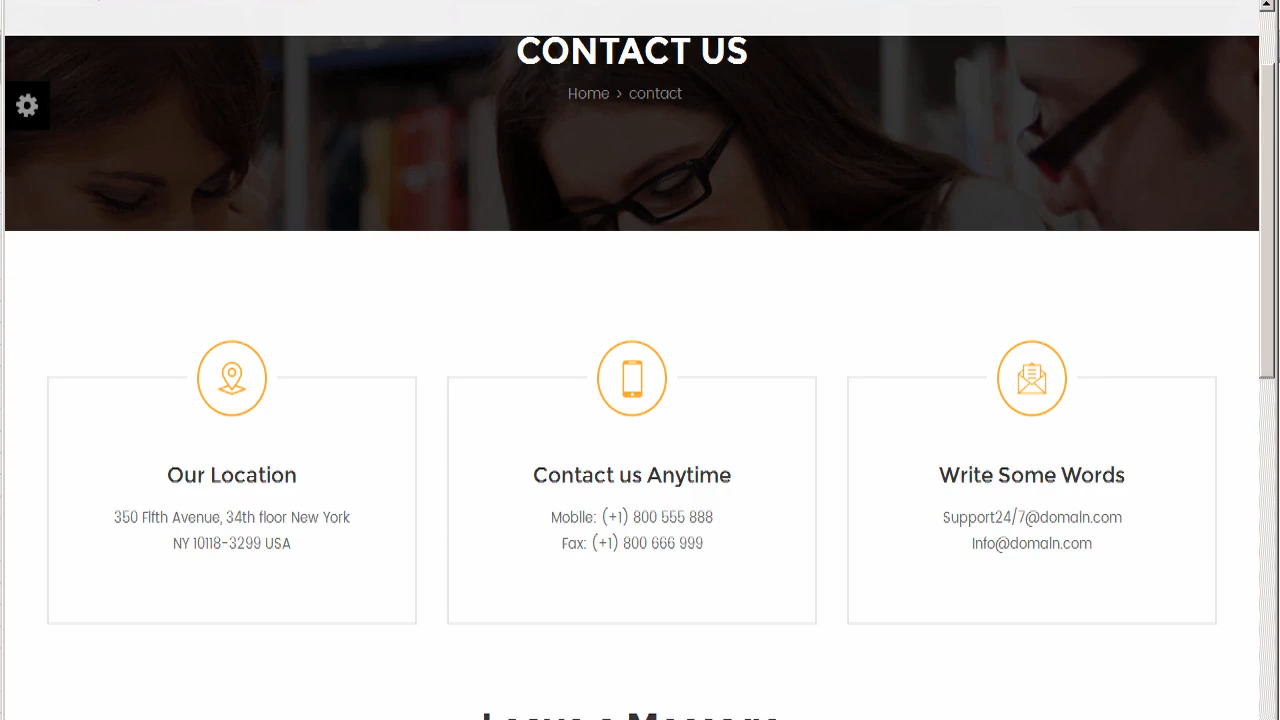 CONTACT US
Home > contact
Our Location
350 Fifth Avenue, 34th floor New York
NY 10118-3299 USA
Contact us Anytime
Mobile: (+1) 800 555 888
Fax: (+1) 800 666 999
Write Some Words
Support24/7@domain.com
Info@domain.com
Leave a Message